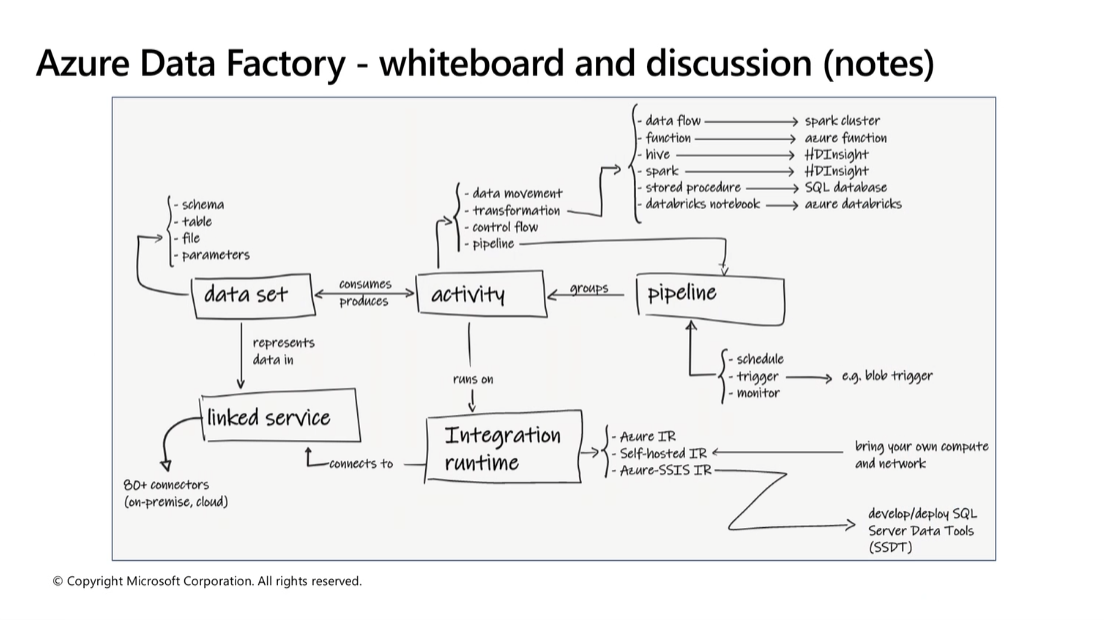 Azure Data Factory - whiteboard and discussion (notes)
- data flow
spark cluster
- function
azure function
- hive
HDInsight
- spark
HDInsight
- stored procedure
SQL database
- databricks notebook
azure databricks
- data movement
- transformation
- control flow
- pipeline
- schema
- table
- file
- parameters
data set
consumes
produces
activity
groups
pipeline
represents
data in
runs on
- schedule
- trigger
e.g. blob trigger
- monitor
linked service
Integration
runtime
connects to
- Azure IR
- Self-hosted IR
- Azure-SSIS IR
bring your own compute
and network
80+ connectors
(on-premise, cloud)
develop/deploy SQL
Server Data Tools
(SSDT)
© Copyright Microsoft Corporation. All rights reserved.